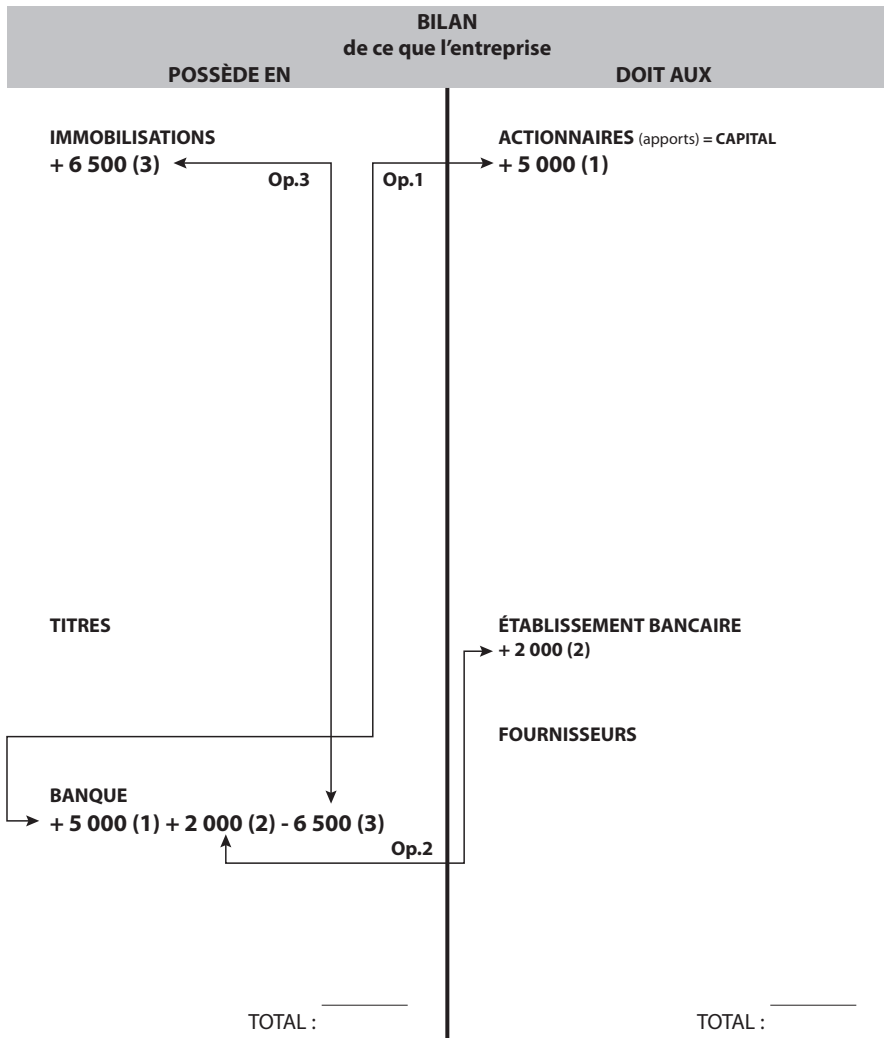 BILAN
de ce que l'entreprise
POSSÈDE EN
DOIT AUX
IMMOBILISATIONS
+ 6 500 (3)
Op.3
Op.1
ACTIONNAIRES (apports) = CAPITAL
+ 5 000 (1)
TITRES
ÉTABLISSEMENT BANCAIRE
+ 2 000 (2)
FOURNISSEURS
BANQUE
+ 5 000 (1) + 2 000 (2) - 6 500 (3)
Op.2
TOTAL :
TOTAL :